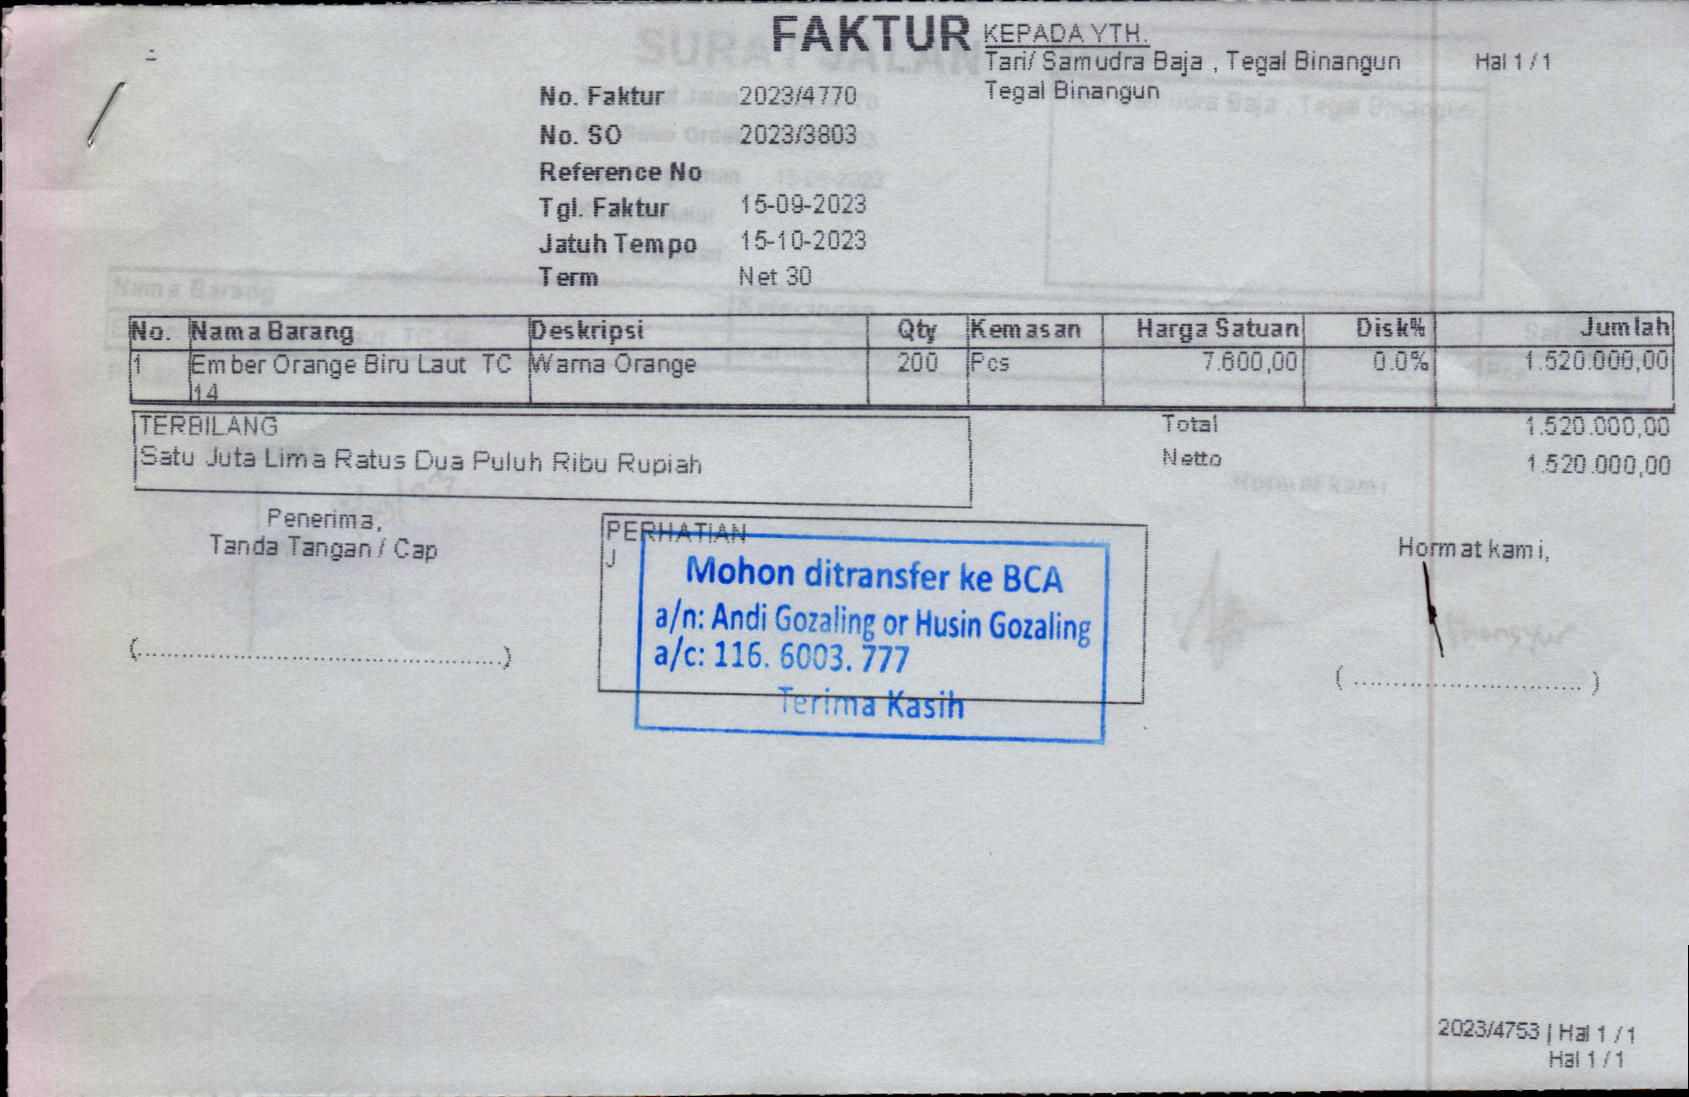 FAKTUR
KEPADA YTH.
Tari/ Samudra Baja , Tegal Binangun
Tegal Binangun
Hal 1 / 1
No. Faktur 2023/4770
No. SO 2023/3803
Reference No
Tgl. Faktur 15-09-2023
Jatuh Tempo 15-10-2023
Term Net 30
No. Nama Barang Deskripsi Qty Kemasan Harga Satuan Disk% Jumlah
1 Ember Orange Biru Laut TC Warna Orange 200 Pcs 7.600,00 0.0% 1.520.000,00
14
TERBILANG
Satu Juta Lima Ratus Dua Puluh Ribu Rupiah
Total 1.520.000,00
Netto 1.520.000,00
Penerima,
Tanda Tangan / Cap
PERHATIAN
J
Mohon ditransfer ke BCA
a/n: Andi Gozaling or Husin Gozaling
a/c: 116. 6003. 777
Terima Kasih
Hormat kami,
2023/4753 | Hal 1 / 1
Hal 1 / 1